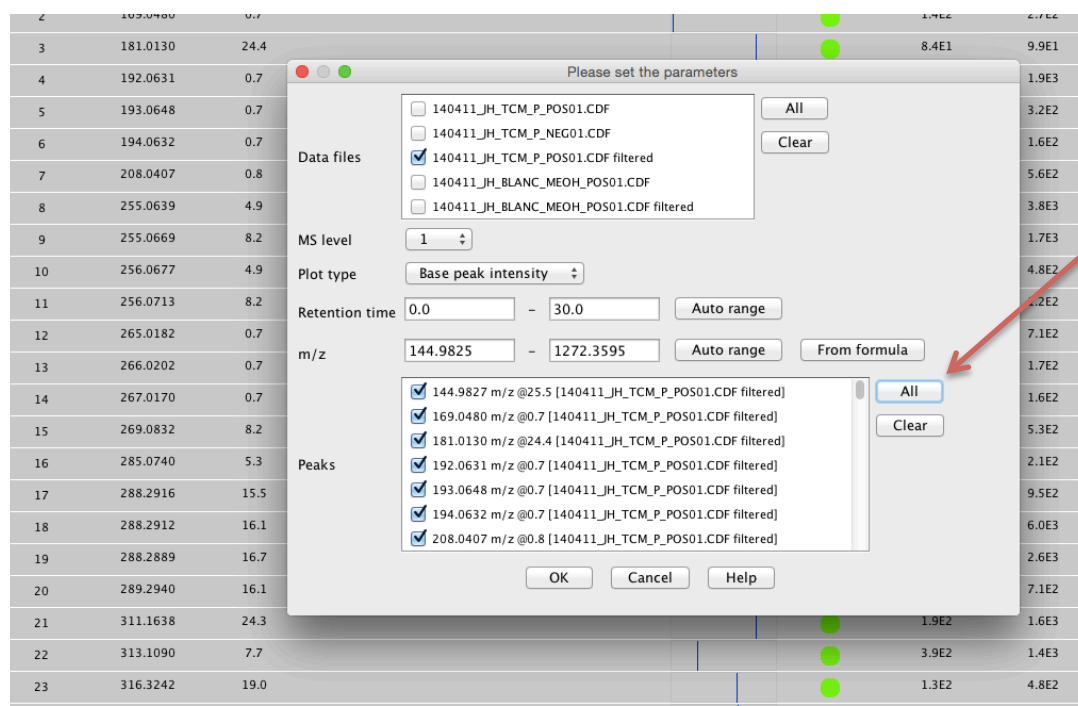 2 169.0480 0.7 1.4E2 2.7E2
3 181.0130 24.4 8.4E1 9.9E1
Please set the parameters
4 192.0631 0.7 1.9E3
140411_JH_TCM_P_POS01.CDF All
5 193.0648 0.7 3.2E2
140411_JH_TCM_P_NEG01.CDF
6 194.0632 0.7 Clear 1.6E2
Data files 140411_JH_TCM_P_POS01.CDF filtered
7 208.0407 0.8 140411_JH_BLANC_MEOH_POS01.CDF 5.6E2
8 255.0639 4.9 140411_JH_BLANC_MEOH_POS01.CDF filtered 3.8E3
9 255.0669 8.2 MS level 1 1.7E3
10 256.0677 4.9 Plot type Base peak intensity 4.8E2
11 256.0713 8.2 Retention time 0.0 – 30.0 Auto range
12 265.0182 0.7 7.1E2
m/z 144.9825 – 1272.3595 Auto range From formula
13 266.0202 0.7 1.7E2
14 267.0170 0.7 144.9827 m/z @25.5 [140411_JH_TCM_P_POS01.CDF filtered] All 1.6E2
169.0480 m/z @0.7 [140411_JH_TCM_P_POS01.CDF filtered]
15 269.0832 8.2 Clear 5.3E2
181.0130 m/z @24.4 [140411_JH_TCM_P_POS01.CDF filtered]
16 285.0740 5.3 Peaks 192.0631 m/z @0.7 [140411_JH_TCM_P_POS01.CDF filtered] 2.1E2
17 288.2916 15.5 193.0648 m/z @0.7 [140411_JH_TCM_P_POS01.CDF filtered] 9.5E2
194.0632 m/z @0.7 [140411_JH_TCM_P_POS01.CDF filtered]
18 288.2912 16.1 208.0407 m/z @0.8 [140411_JH_TCM_P_POS01.CDF filtered] 6.0E3
19 288.2889 16.7 2.6E3
OK Cancel Help
20 289.2940 16.1 7.1E2
21 311.1638 24.3 1.9E2 1.6E3
22 313.1090 7.7 3.9E2 1.4E3
23 316.3242 19.0 1.3E2 4.8E2